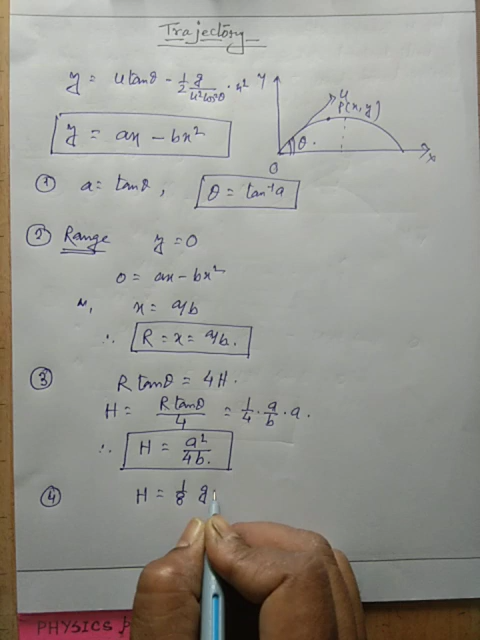 Trajectory
y = x tanθ - 1/2 g/u²cos²θ · x²
y = ax - bx²
Y
u
P(x, y)
θ
O
X
① a = tanθ, θ = tan⁻¹a
② Range y = 0
0 = ax - bx²
x = a/b
∴ R = x = a/b.
③ R tanθ = 4H.
H = R tanθ/4 = 1/4 · a/b · a.
∴ H = a²/4b.
④ H = 1/8 g
PHYSICS